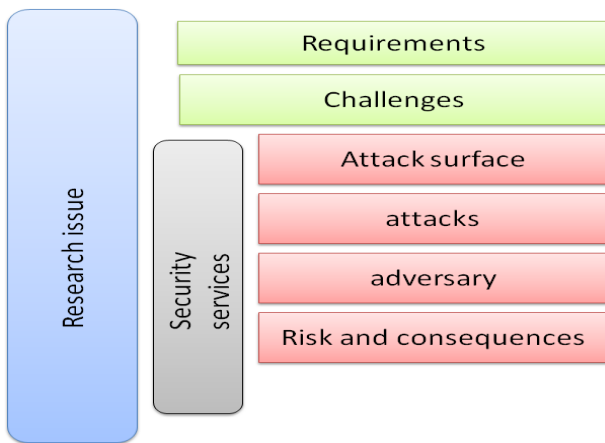 Research issue
Requirements
Challenges
Security
services
Attack surface
attacks
adversary
Risk and consequences